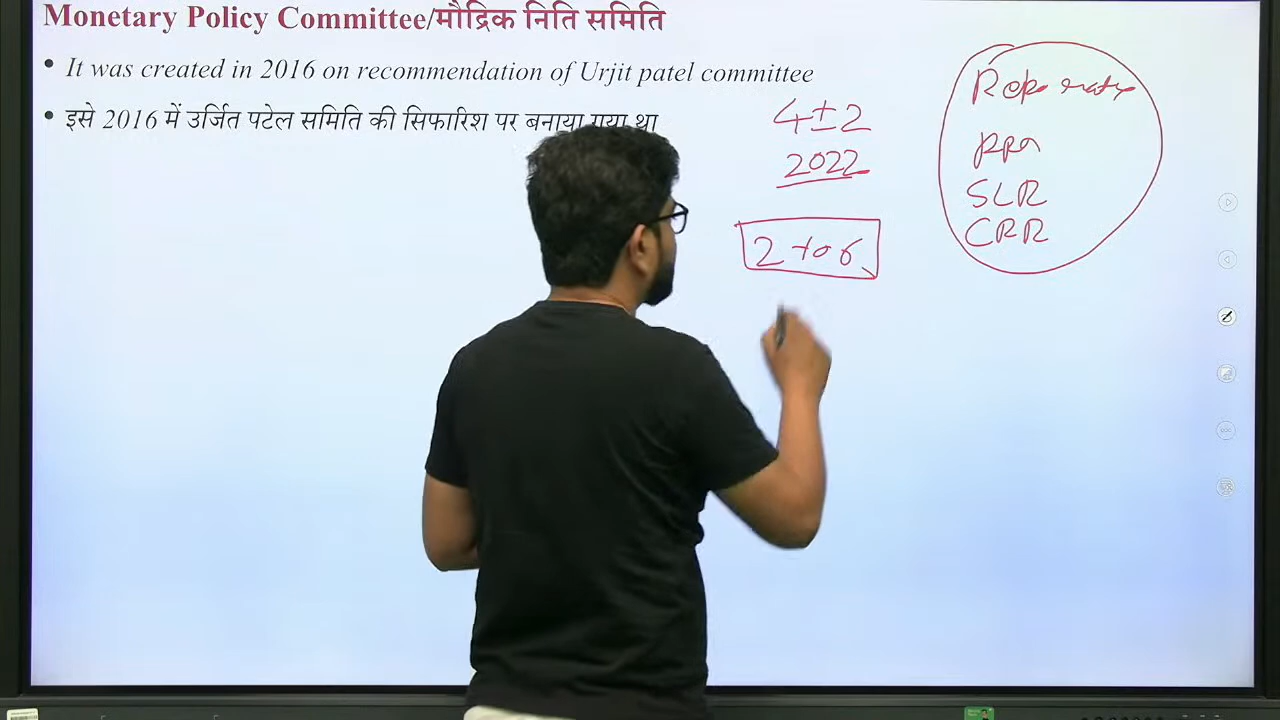 Monetary Policy Committee/मौद्रिक निति समिति
• It was created in 2016 on recommendation of Urjit patel committee
• इसे 2016 में उर्जित पटेल समिति की सिफारिश पर बनाया गया था
4±2
2022
2 to 6
Repo rate
SLR
CRR